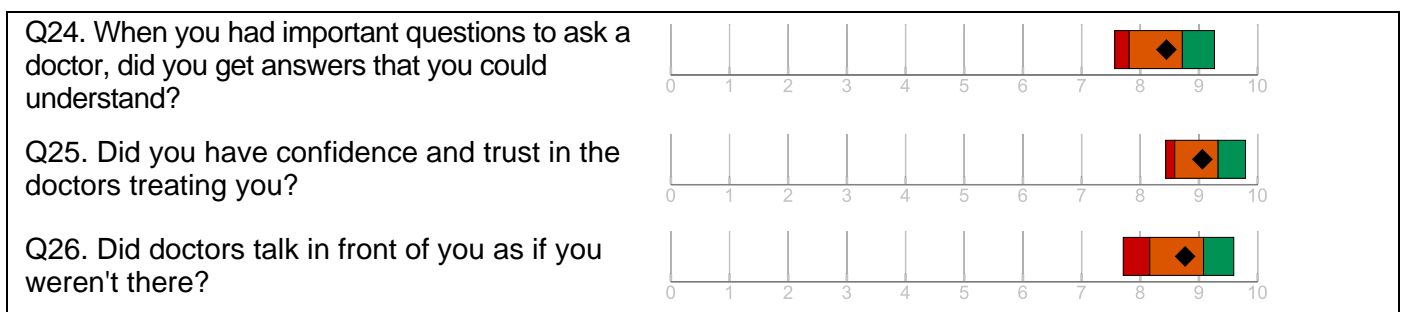 Q24. When you had important questions to ask a
doctor, did you get answers that you could
understand?
0 1 2 3 4 5 6 7 8 9 10
Q25. Did you have confidence and trust in the
doctors treating you?
0 1 2 3 4 5 6 7 8 9 10
Q26. Did doctors talk in front of you as if you
weren't there?
0 1 2 3 4 5 6 7 8 9 10